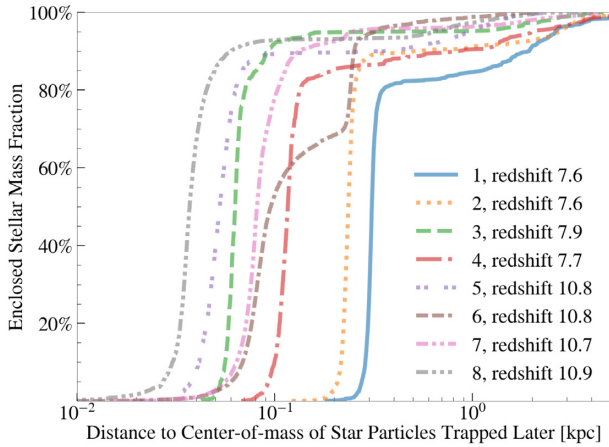 100%
80%
60%
40%
20%
Enclosed Stellar Mass Fraction
1, redshift 7.6
2, redshift 7.6
3, redshift 7.9
4, redshift 7.7
5, redshift 10.8
6, redshift 10.8
7, redshift 10.7
8, redshift 10.9
10⁻² 10⁻¹ 10⁰
Distance to Center-of-mass of Star Particles Trapped Later [kpc]